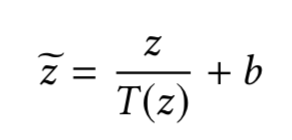 z̃ = z / T(z) + b